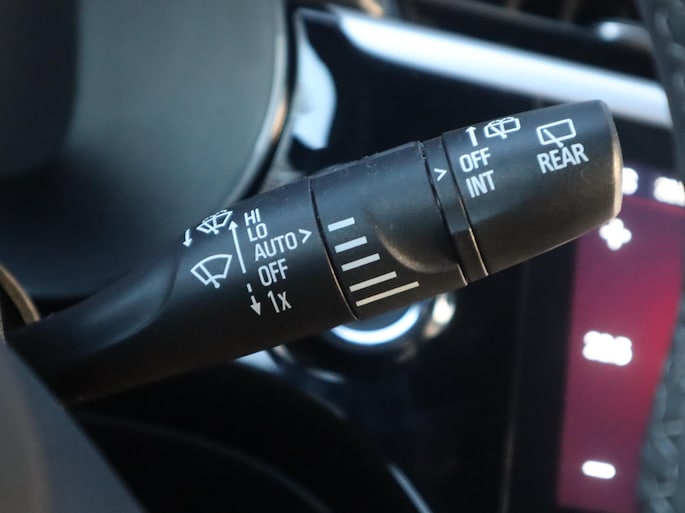 HI
LO
AUTO >
OFF
1x
>
OFF
INT
REAR